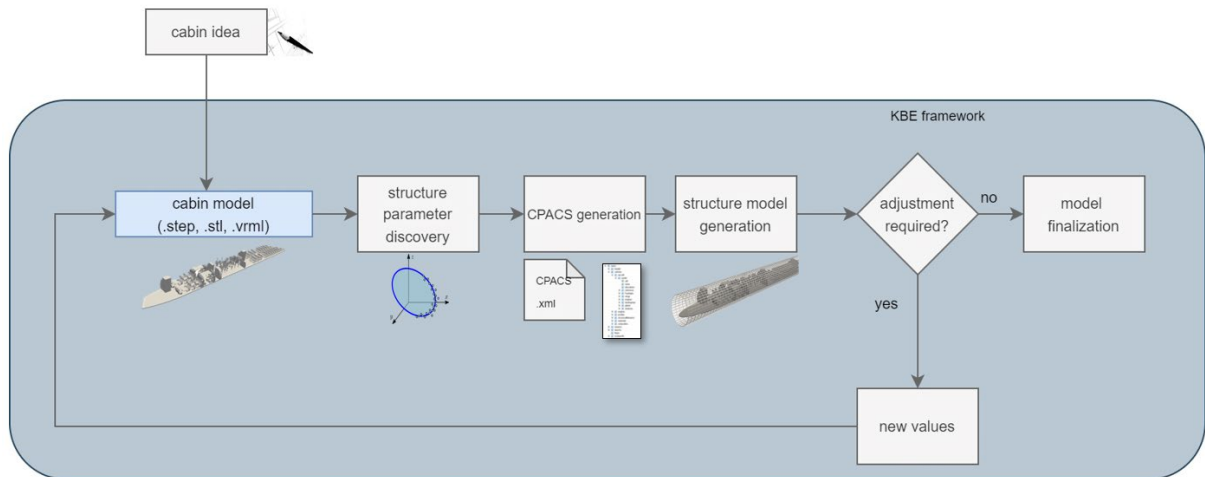 cabin idea
KBE framework
cabin model
(.step, .stl, .vrml)
structure
parameter
discovery
CPACS generation
structure model
generation
adjustment
required?
no
model
finalization
CPACS
.xml
yes
new values